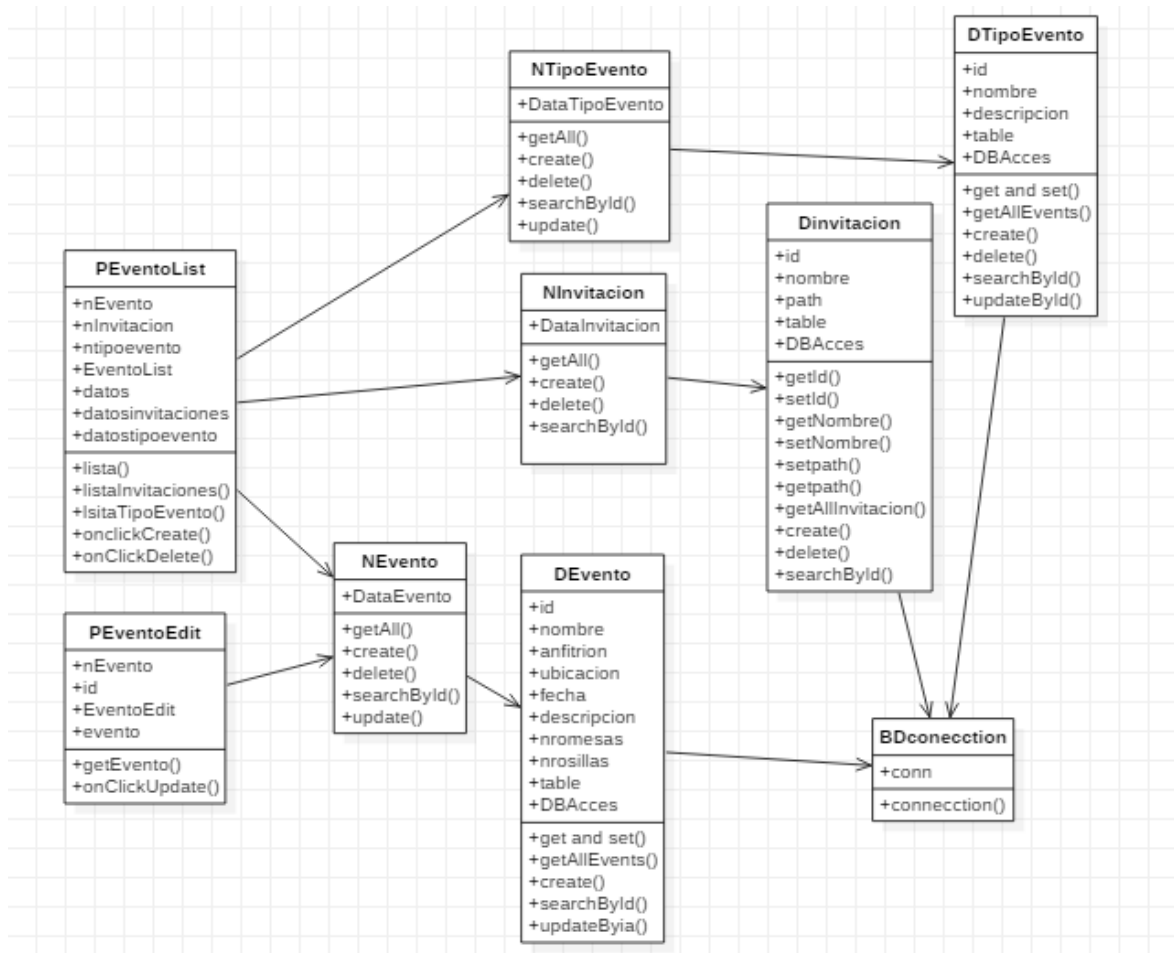 PEventoList
+nEvento
+nInvitacion
+ntipoevento
+EventoList
+datos
+datosinvitaciones
+datostipoevento
+lista()
+listaInvitaciones()
+lsitaTipoEvento()
+onclickCreate()
+onClickDelete()
PEventoEdit
+nEvento
+id
+EventoEdit
+evento
+getEvento()
+onClickUpdate()
NTipoEvento
+DataTipoEvento
+getAll()
+create()
+delete()
+searchById()
+update()
NInvitacion
+DataInvitacion
+getAll()
+create()
+delete()
+searchById()
NEvento
+DataEvento
+getAll()
+create()
+delete()
+searchById()
+update()
DEvento
+id
+nombre
+anfitrion
+ubicacion
+fecha
+descripcion
+nromesas
+nrosillas
+table
+DBAcces
+get and set()
+getAllEvents()
+create()
+searchById()
+updateByia()
Dinvitacion
+id
+nombre
+path
+table
+DBAcces
+getId()
+setId()
+getNombre()
+setNombre()
+setpath()
+getpath()
+getAllInvitacion()
+create()
+delete()
+searchById()
DTipoEvento
+id
+nombre
+descripcion
+table
+DBAcces
+get and set()
+getAllEvents()
+create()
+delete()
+searchById()
+updateById()
BDconecction
+conn
+connecction()